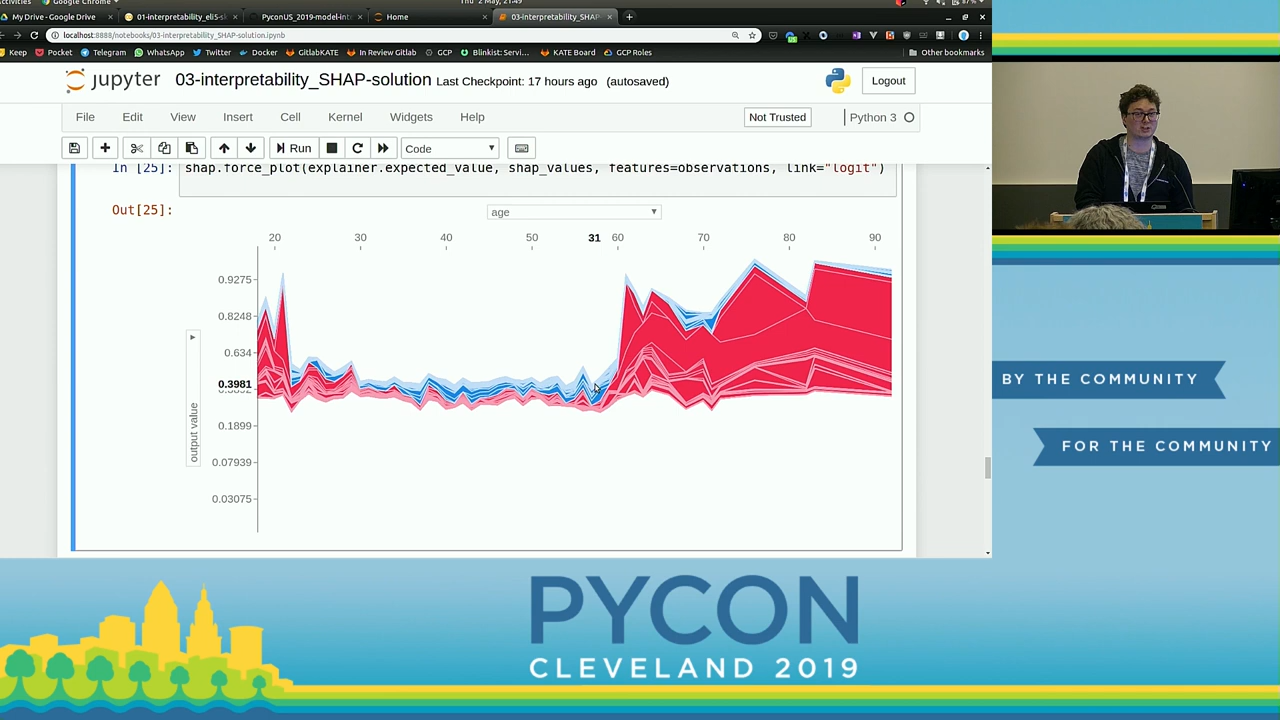 Activities
Google Chrome
Thu 2 May, 21:49
87%
My Drive - Google Drive
01-interpretability_eli5-s
PyconUS_2019-model-int
Home
03-interpretability_SHAP-
localhost:8888/notebooks/03-interpretability_SHAP-solution.ipynb
Keep
Pocket
Telegram
WhatsApp
Twitter
Docker
GitlabKATE
In Review Gitlab
GCP
Blinkist: Servi...
KATE Board
GCP Roles
Other bookmarks
jupyter
03-interpretability_SHAP-solution
Last Checkpoint: 17 hours ago (autosaved)
Logout
File
Edit
View
Insert
Cell
Kernel
Widgets
Help
Not Trusted
Python 3
Run
Code
In [25]:
shap.force_plot(explainer.expected_value, shap_values, features=observations, link="logit")
Out[25]:
age
20
30
40
50
31
60
70
80
90
0.9275
0.8248
0.634
0.3981
0.1899
0.07939
0.03075
output value
BY THE COMMUNITY
FOR THE COMMUNITY
PYCON
CLEVELAND 2019